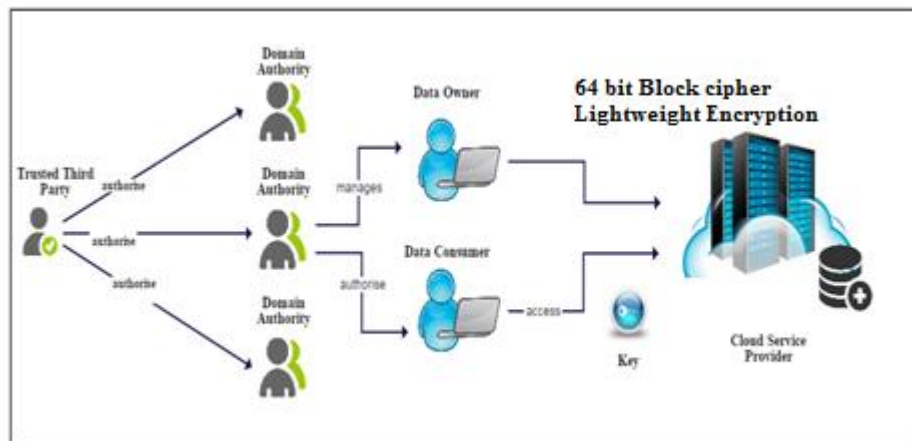 Domain
Authority
Data Owner
64 bit Block cipher
Lightweight Encryption
Trusted Third
Party
authorise
Domain
Authority
manages
authorise
Data Consumer
authorise
authorise
access
Domain
Authority
Key
Cloud Service
Provider